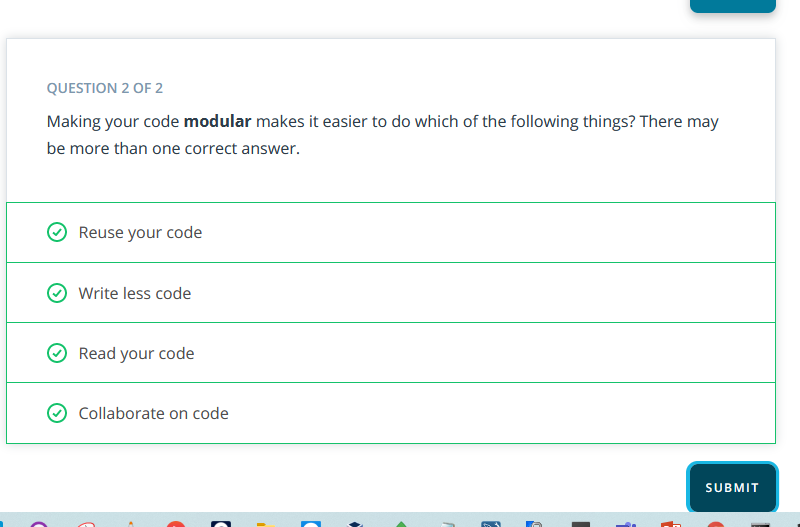 QUESTION 2 OF 2
Making your code modular makes it easier to do which of the following things? There may
be more than one correct answer.
Reuse your code
Write less code
Read your code
Collaborate on code
SUBMIT